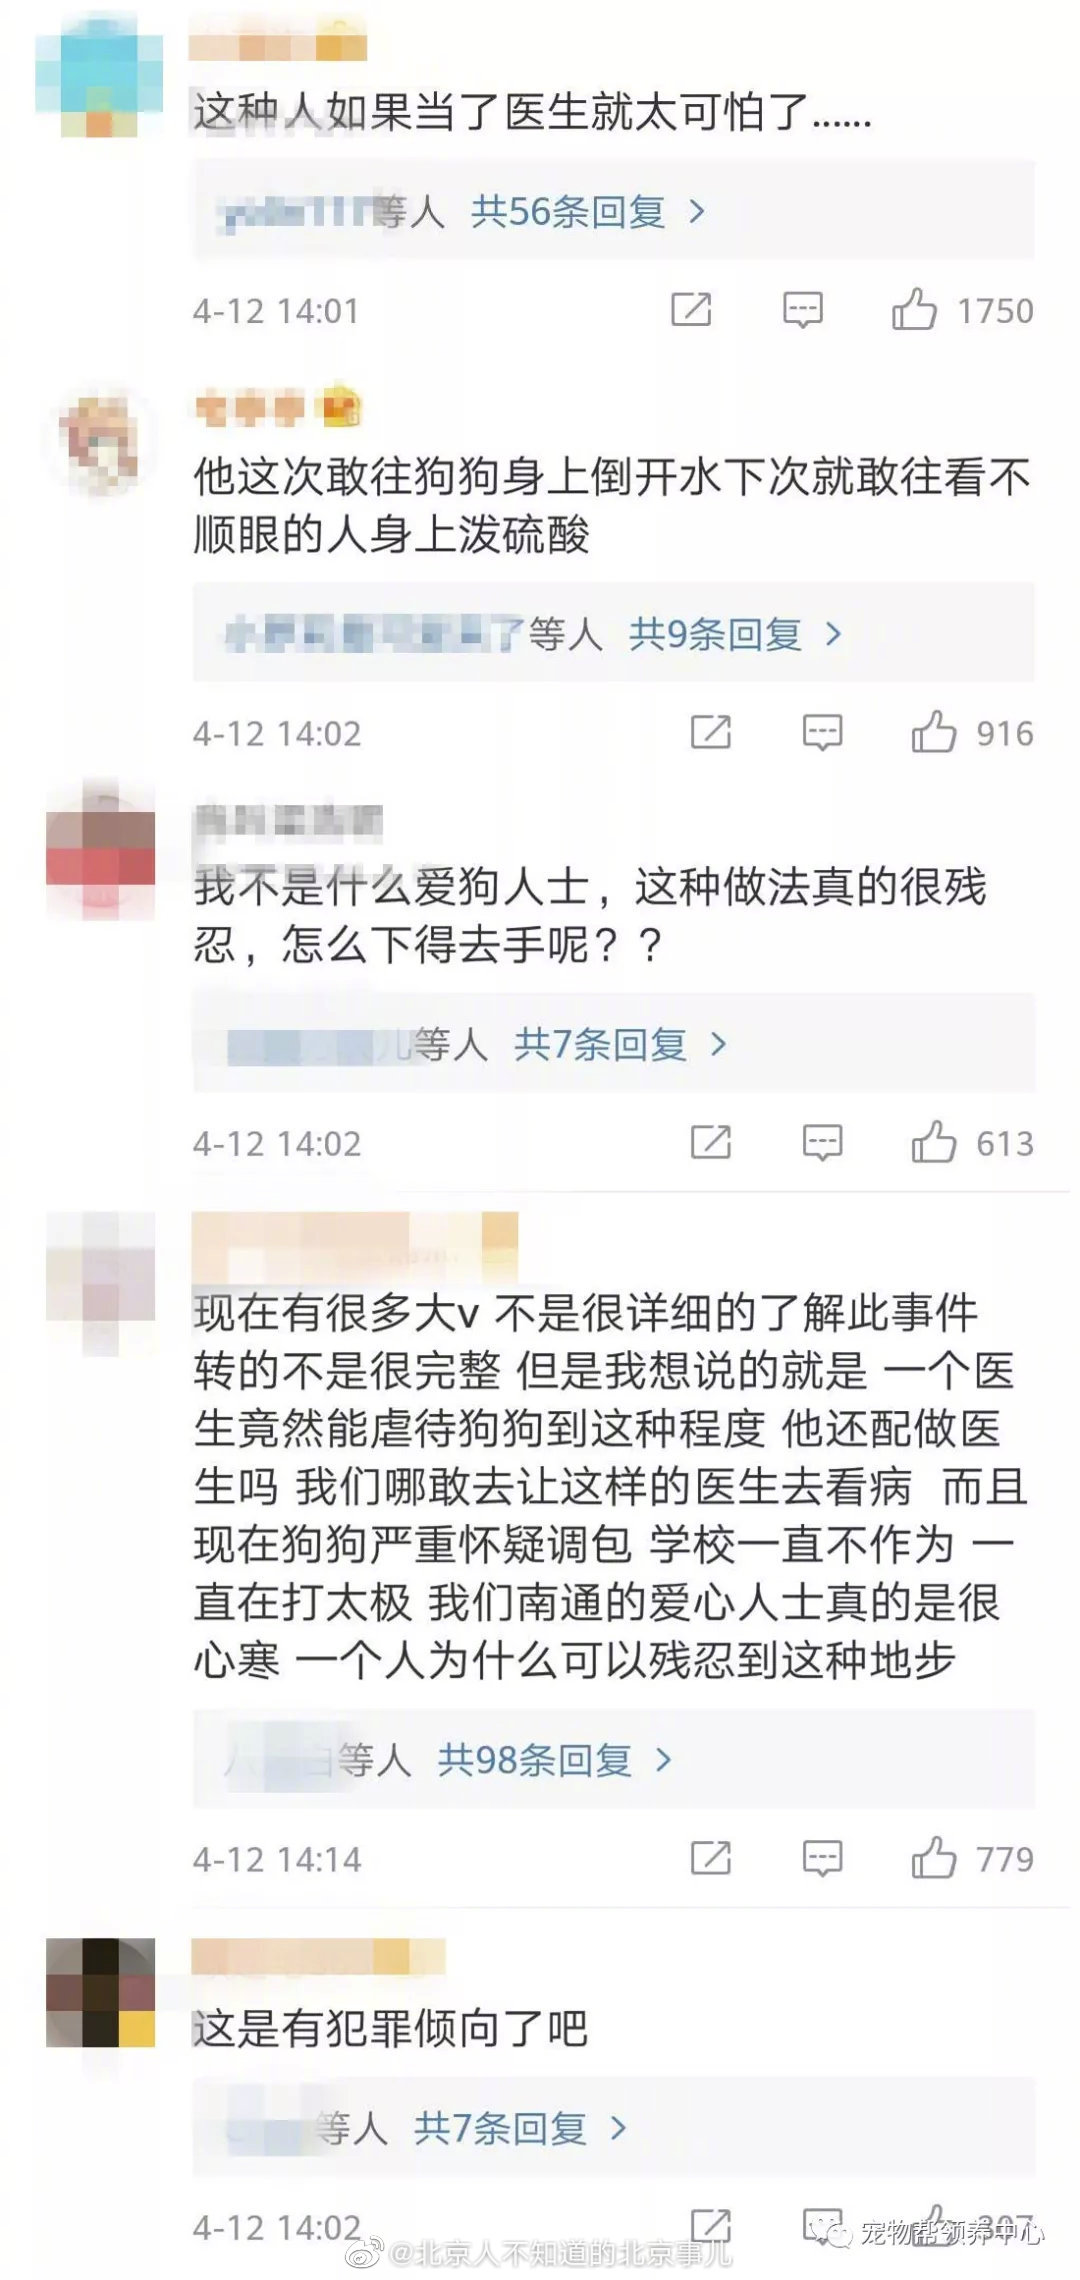 这种人如果当了医生就太可怕了......
等人 共56条回复 >
4-12 14:01 1750
他这次敢往狗狗身上倒开水下次就敢往看不
顺眼的人身上泼硫酸
等人 共9条回复 >
4-12 14:02 916
我不是什么爱狗人士，这种做法真的很残
忍，怎么下得去手呢？？
等人 共7条回复 >
4-12 14:02 613
现在有很多大v 不是很详细的了解此事件
转的不是很完整 但是我想说的就是 一个医
生竟然能虐待狗狗到这种程度 他还配做医
生吗 我们哪敢去让这样的医生去看病 而且
现在狗狗严重怀疑调包 学校一直不作为 一
直在打太极 我们南通的爱心人士真的是很
心寒 一个人为什么可以残忍到这种地步
等人 共98条回复 >
4-12 14:14 779
这是有犯罪倾向了吧
等人 共7条回复 >
4-12 14:02
宠物帮领养中心
@北京人不知道的北京事儿